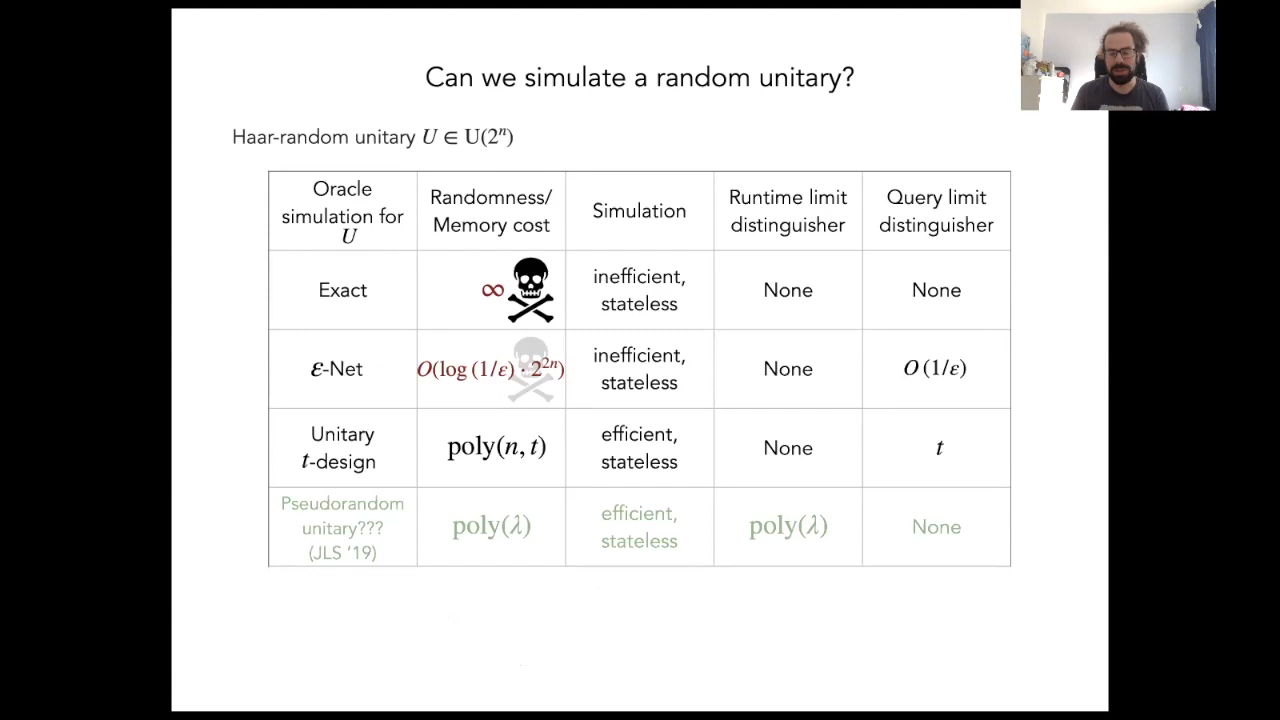 Can we simulate a random unitary?
Haar-random unitary U ∈ U(2ⁿ)
Oracle
simulation for
U
Randomness/
Memory cost
Simulation
Runtime limit
distinguisher
Query limit
distinguisher
Exact
∞
inefficient,
stateless
None
None
ε-Net
O(log (1/ε) · 2²ⁿ)
inefficient,
stateless
None
O (1/ε)
Unitary
t-design
poly(n, t)
efficient,
stateless
None
t
Pseudorandom
unitary???
(JLS '19)
poly(λ)
efficient,
stateless
poly(λ)
None